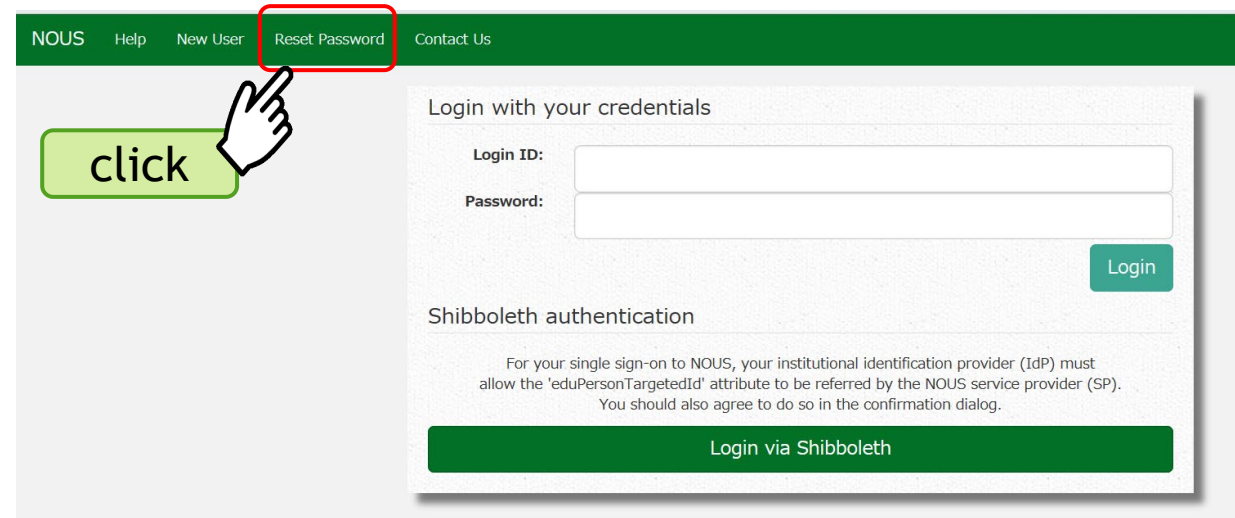 NOUS Help New User Reset Password Contact Us
click
Login with your credentials
Login ID:
Password:
Login
Shibboleth authentication
For your single sign-on to NOUS, your institutional identification provider (IdP) must
allow the 'eduPersonTargetedId' attribute to be referred by the NOUS service provider (SP).
You should also agree to do so in the confirmation dialog.
Login via Shibboleth